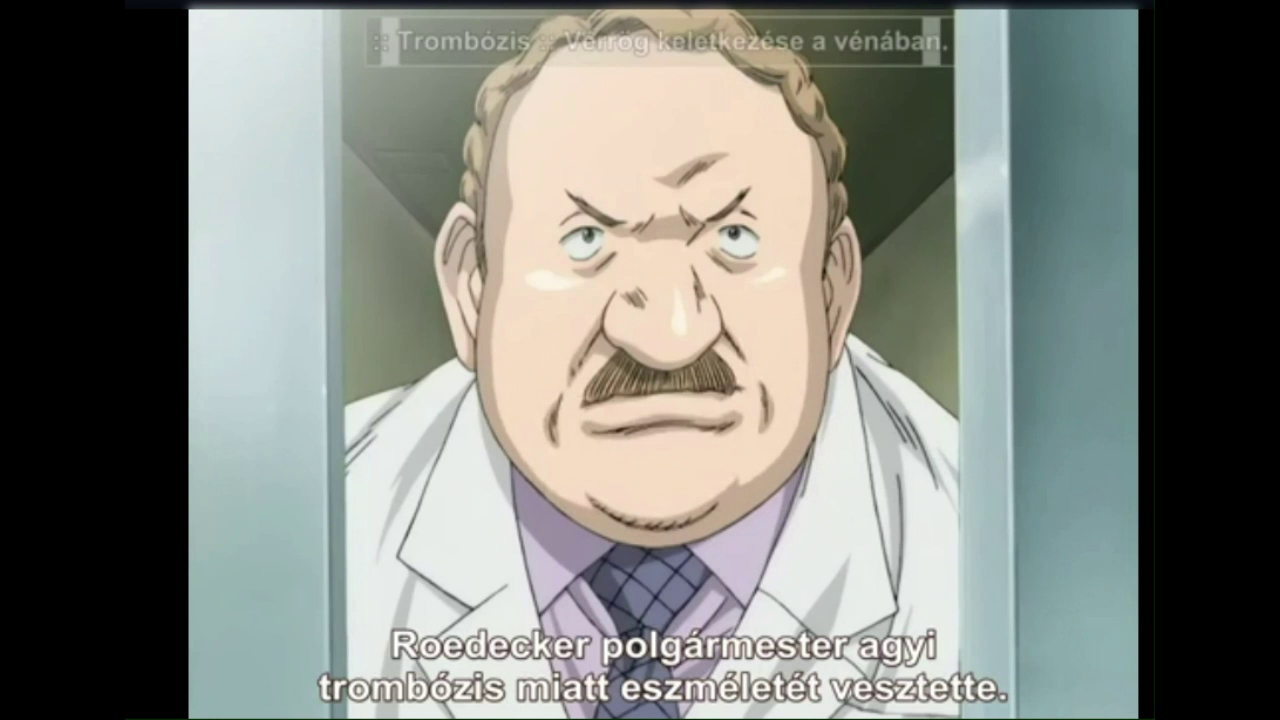 :: Trombózis :: Vérrög keletkezése a vénában.
Roedecker polgármester agyi
trombózis miatt eszméletét vesztette.